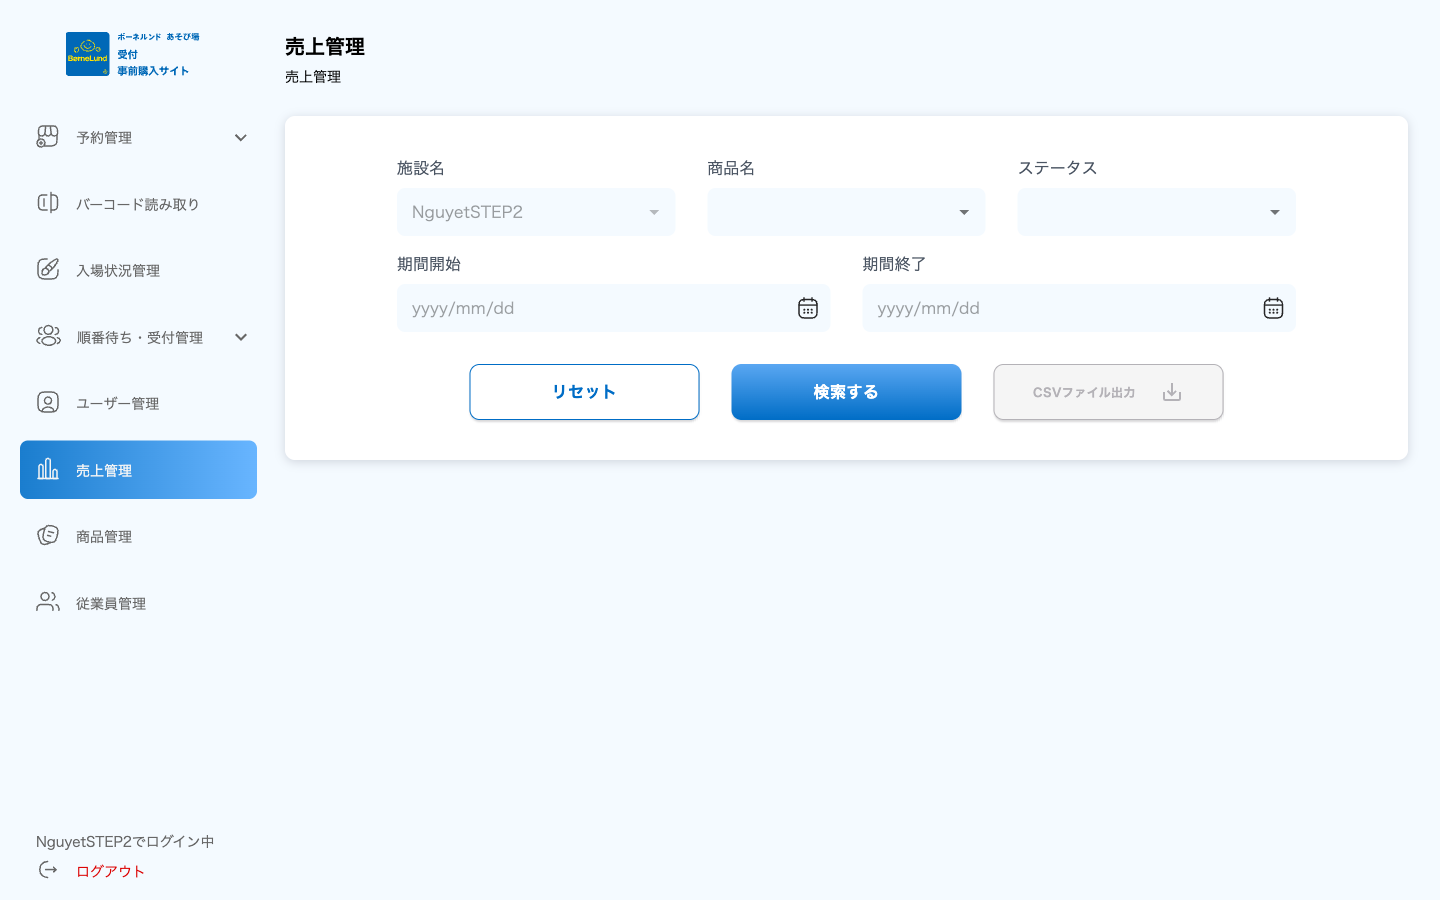 ボーネルンド あそび場
受付
事前購入サイト
BørneLund
予約管理
バーコード読み取り
入場状況管理
順番待ち・受付管理
ユーザー管理
売上管理
商品管理
従業員管理
NguyetSTEP2でログイン中
ログアウト
売上管理
売上管理
施設名
商品名
ステータス
NguyetSTEP2
期間開始
期間終了
yyyy/mm/dd
yyyy/mm/dd
リセット
検索する
CSVファイル出力